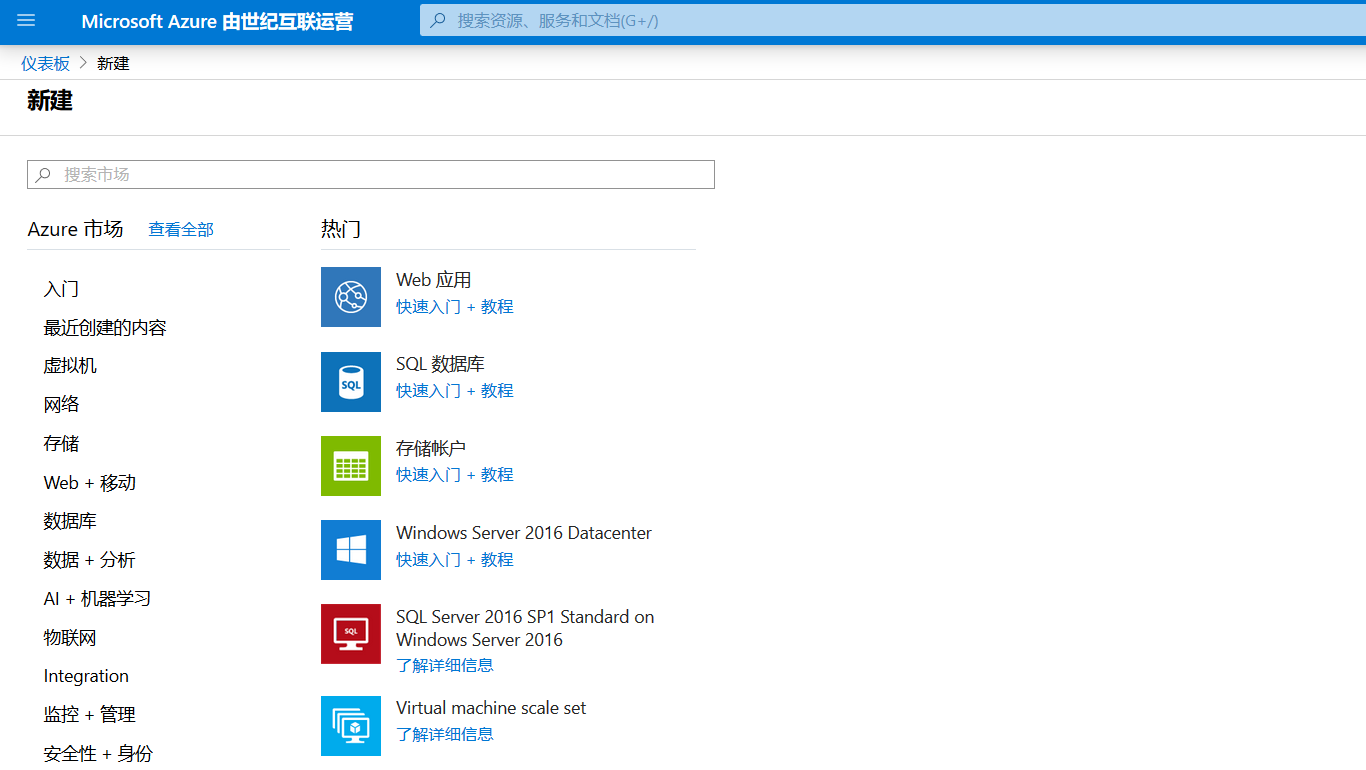 Microsoft Azure 由世纪互联运营
搜索资源、服务和文档(G+/)
仪表板 > 新建
新建
搜索市场
Azure 市场 查看全部
入门
最近创建的内容
虚拟机
网络
存储
Web + 移动
数据库
数据 + 分析
AI + 机器学习
物联网
Integration
监控 + 管理
安全性 + 身份
热门
Web 应用
快速入门 + 教程
SQL 数据库
快速入门 + 教程
SQL
存储帐户
快速入门 + 教程
Windows Server 2016 Datacenter
快速入门 + 教程
SQL Server 2016 SP1 Standard on
Windows Server 2016
了解详细信息
SQL
Virtual machine scale set
了解详细信息